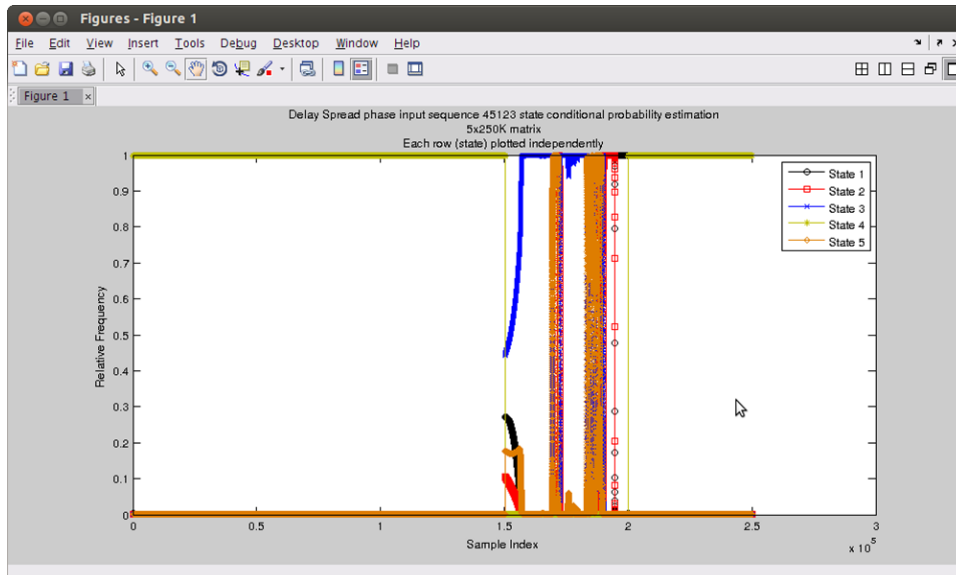 Figures - Figure 1
File Edit View Insert Tools Debug Desktop Window Help
Figure 1 ×
Delay Spread phase input sequence 45123 state conditional probability estimation
5x250K matrix
Each row (state) plotted independently
1
0.9
0.8
0.7
0.6
0.5
0.4
0.3
0.2
0.1
0
Relative Frequency
State 1
State 2
State 3
State 4
State 5
0 0.5 1 1.5 2 2.5 3
Sample Index
x 10^5